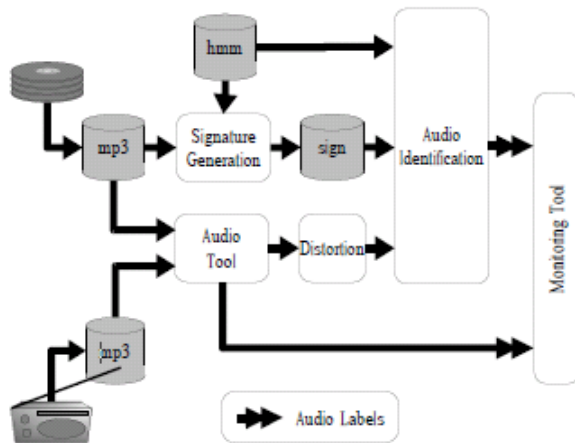 hmm
mp3
Signature
Generation
sign
Audio
Identification
Monitoring Tool
Audio
Tool
Distortion
mp3
Audio Labels